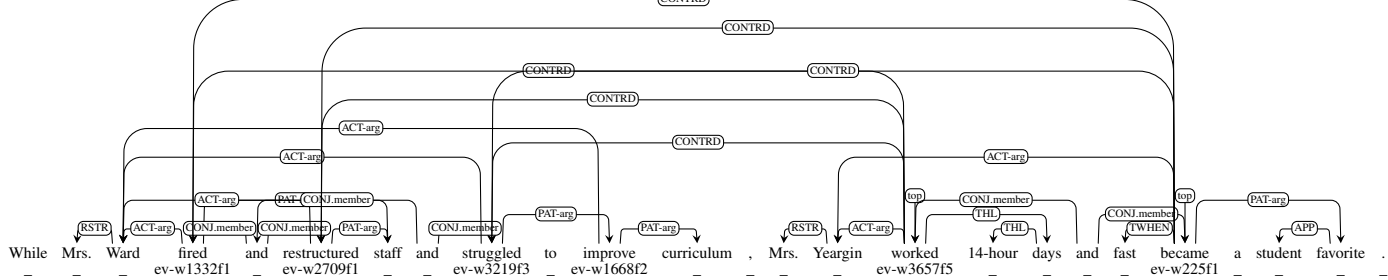 CONTRD
CONTRD
CONTRD CONTRD
CONTRD
ACT-arg
CONTRD
ACT-arg ACT-arg
ACT-arg PAT- CONJ.member top CONJ.member top PAT-arg
PAT-arg THL
RSTR ACT-arg CONJ.member CONJ.member PAT-arg CONJ.member PAT-arg RSTR ACT-arg THL CONJ.member TWHEN APP
While Mrs. Ward fired and restructured staff and struggled to improve curriculum , Mrs. Yeargin worked 14-hour days and fast became a student favorite .
_ _ _ ev-w1332f1 _ ev-w2709f1 _ _ ev-w3219f3 _ ev-w1668f2 _ _ _ _ ev-w3657f5 _ _ _ _ ev-w225f1 _ _ _ _